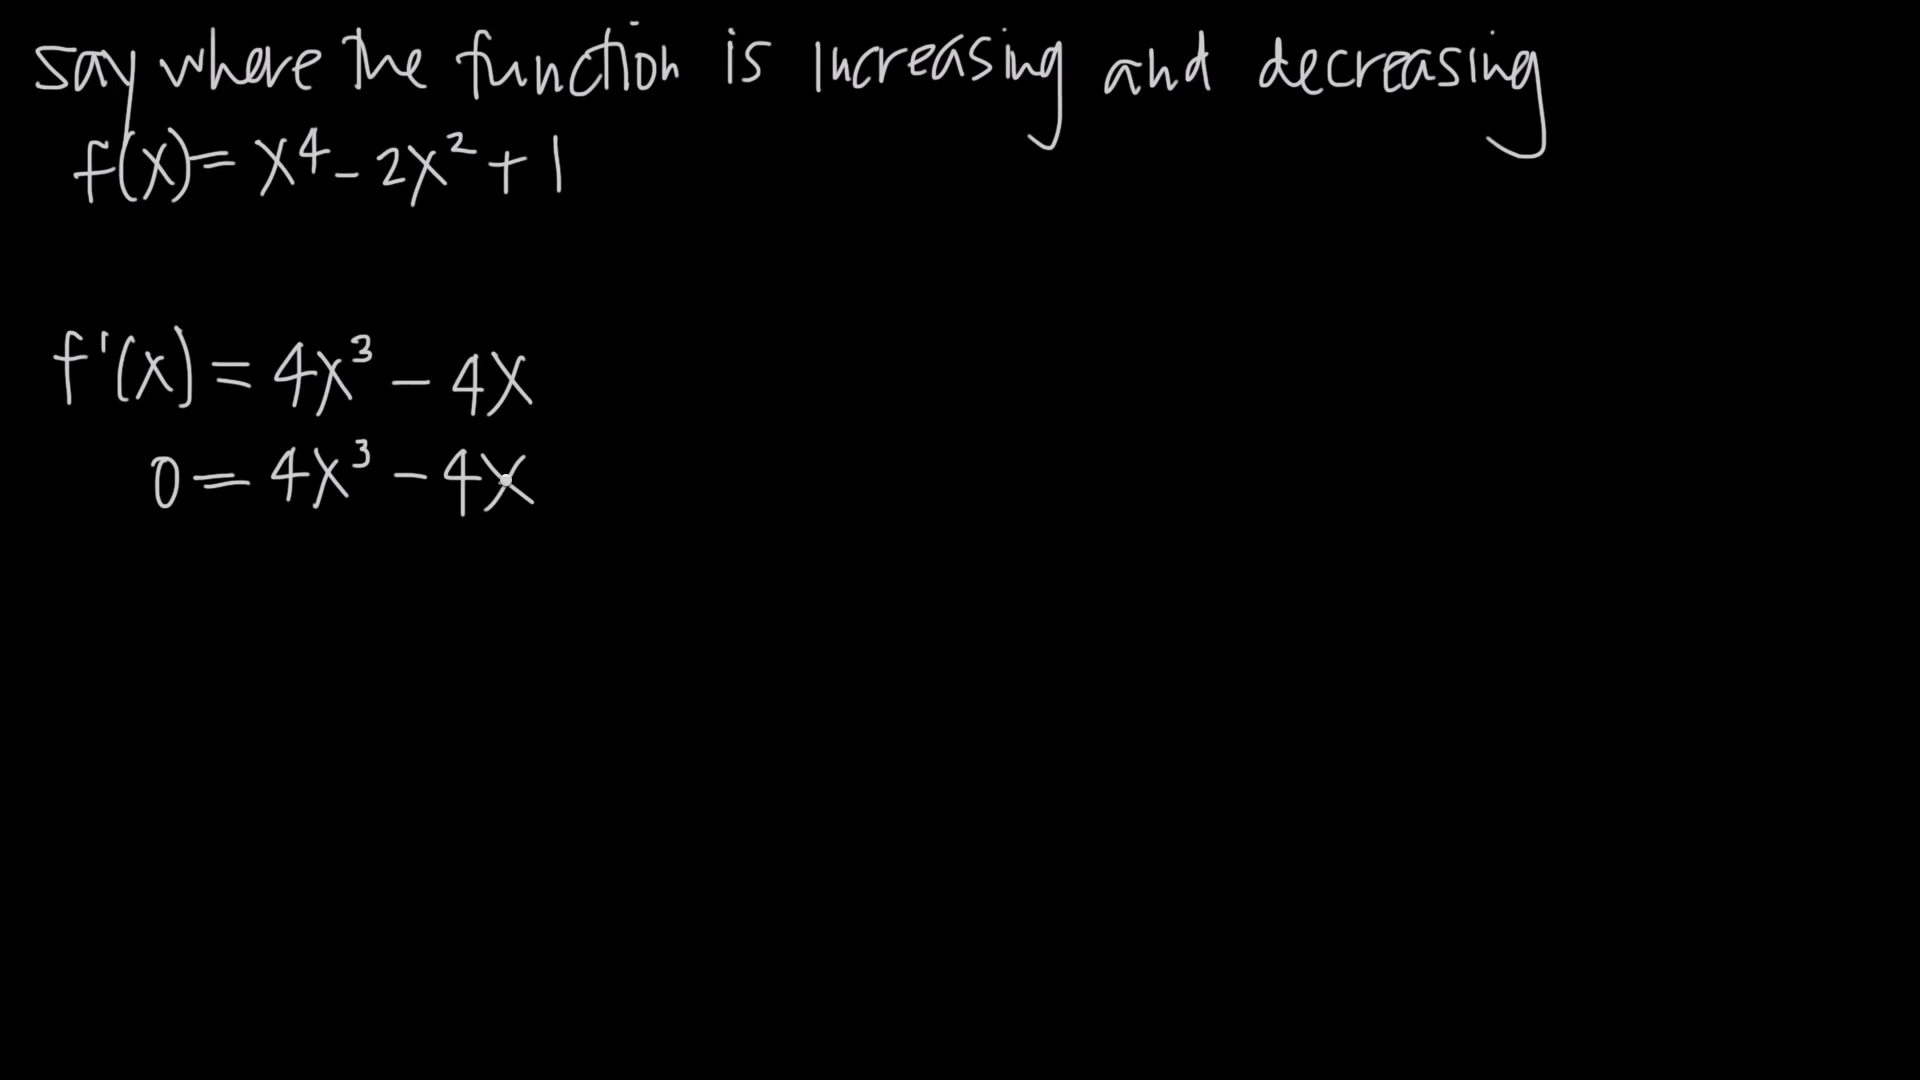 say where the function is increasing and decreasing
f(x) = x⁴ - 2x² + 1
f'(x) = 4x³ - 4x
0 = 4x³ - 4x